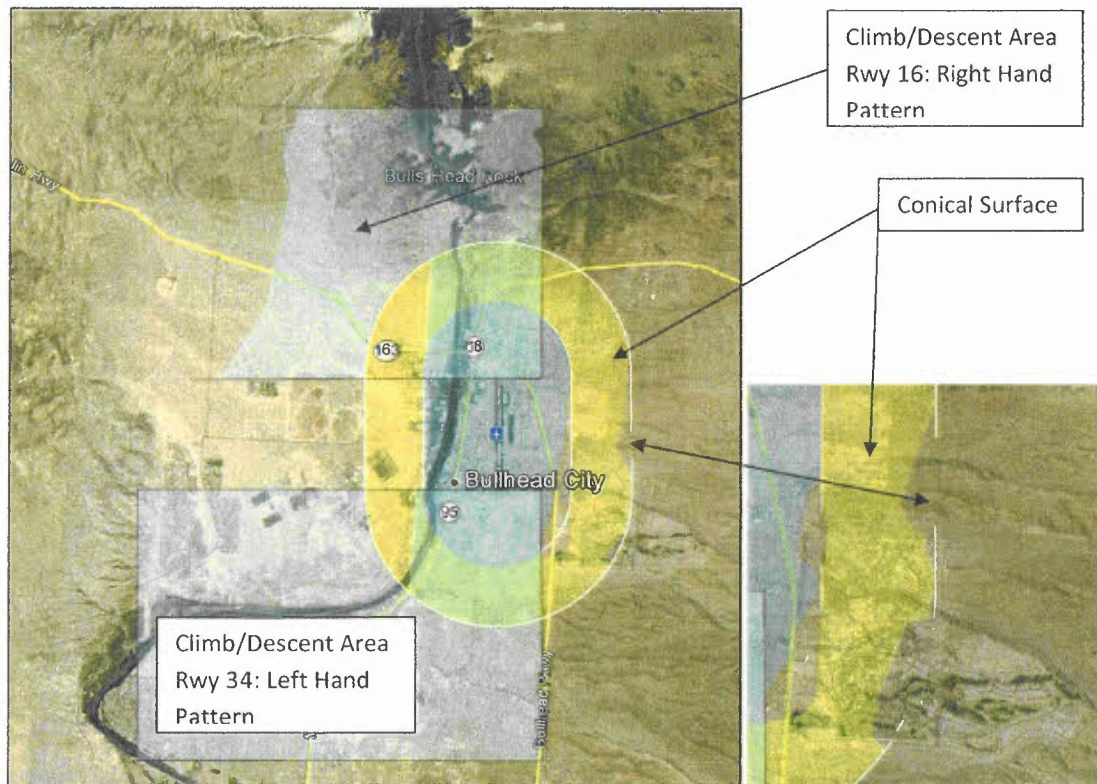 Climb/Descent Area
Rwy 16: Right Hand
Pattern
Conical Surface
Bulls Head Rock
Hwy
163
68
Bullhead City
95
Climb/Descent Area
Rwy 34: Left Hand
Pattern
Bullhead Pkwy